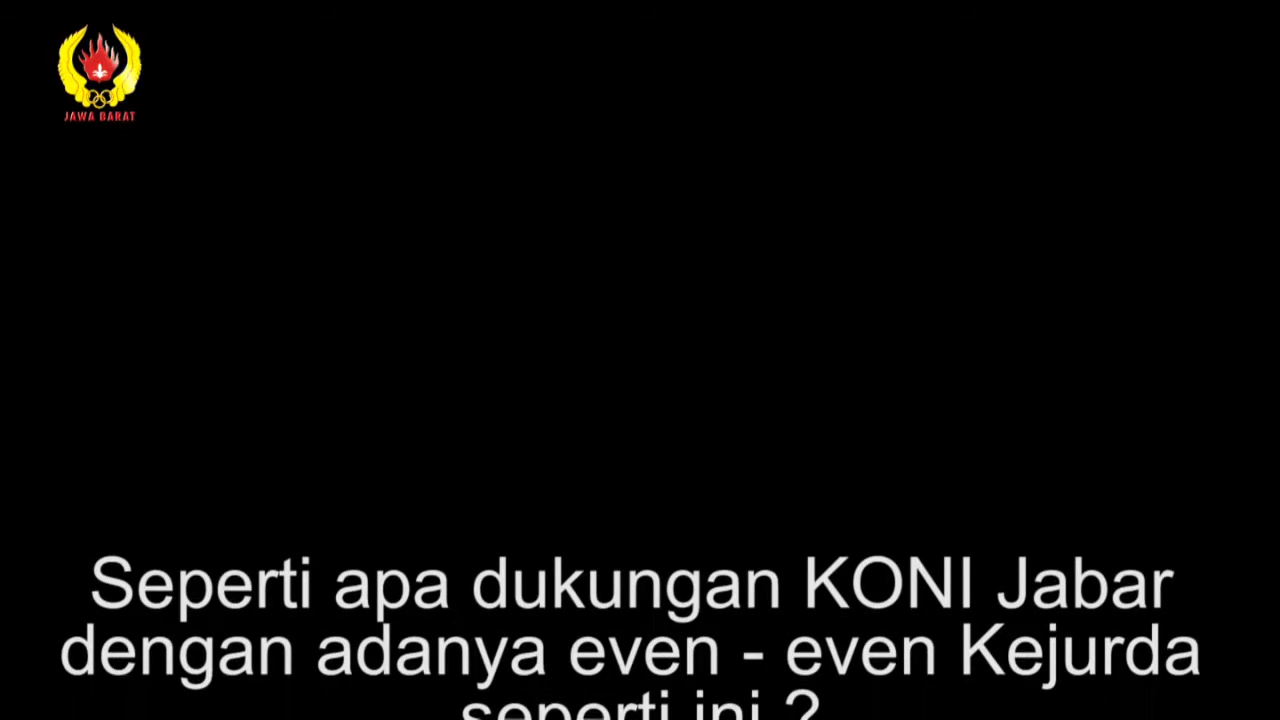 JAWA BARAT
Seperti apa dukungan KONI Jabar
dengan adanya even - even Kejurda
seperti ini ?